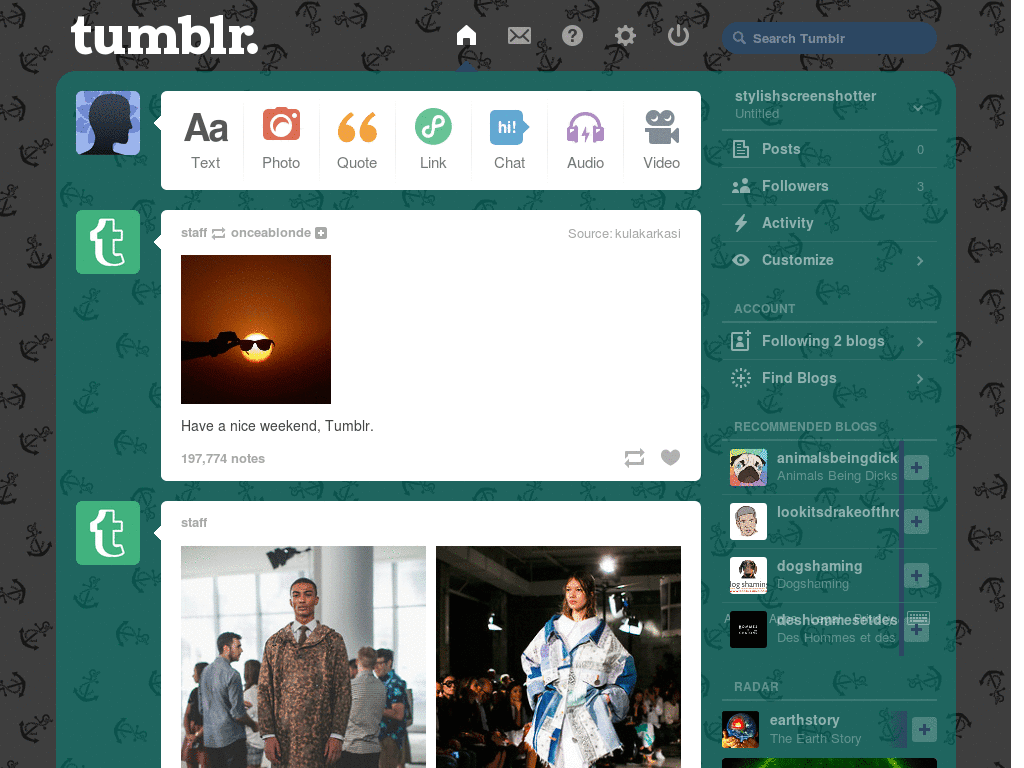 tumblr.
Search Tumblr
stylishscreenshotter
Untitled
Aa
hi!
Text
Photo
Quote
Link
Chat
Audio
Video
Posts 0
Followers 3
Activity
Customize
staff onceablonde
Source: kulakarkasi
Have a nice weekend, Tumblr.
197,774 notes
ACCOUNT
Following 2 blogs
Find Blogs
RECOMMENDED BLOGS
animalsbeingdick
Animals Being Dicks
lookitsdrakeofthro
dogshaming
Dogshaming
deshommesetdes
Des Hommes et des
t
t
staff
RADAR
earthstory
The Earth Story